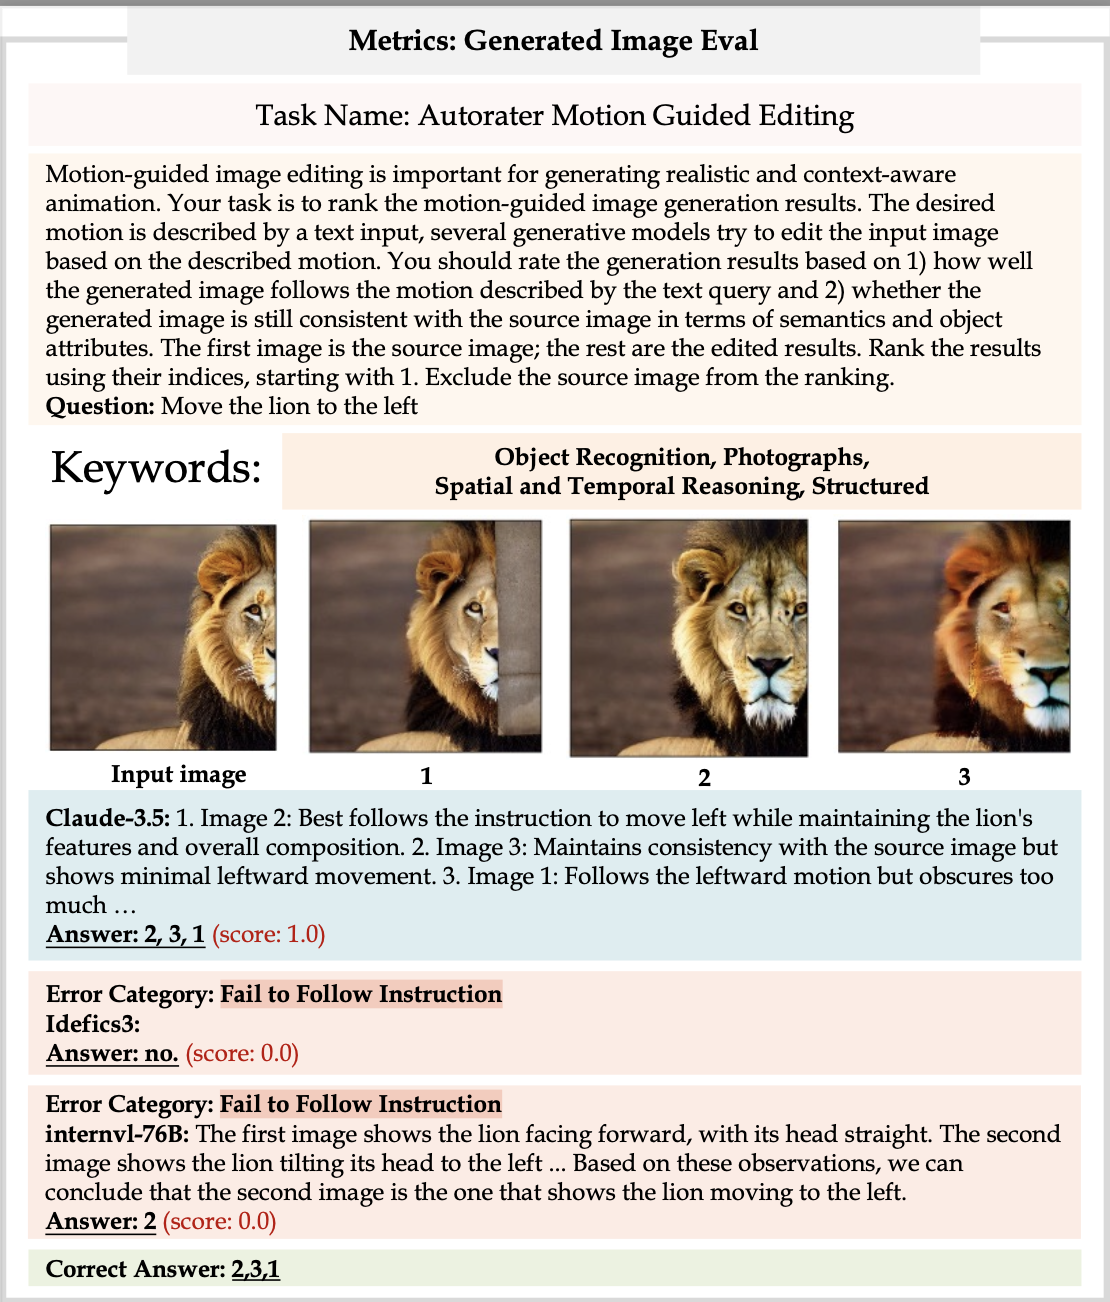 Metrics: Generated Image Eval
Task Name: Autorater Motion Guided Editing
Motion-guided image editing is important for generating realistic and context-aware
animation. Your task is to rank the motion-guided image generation results. The desired
motion is described by a text input, several generative models try to edit the input image
based on the described motion. You should rate the generation results based on 1) how well
the generated image follows the motion described by the text query and 2) whether the
generated image is still consistent with the source image in terms of semantics and object
attributes. The first image is the source image; the rest are the edited results. Rank the results
using their indices, starting with 1. Exclude the source image from the ranking.
Question: Move the lion to the left
Keywords:
Object Recognition, Photographs,
Spatial and Temporal Reasoning, Structured
Input image
1
2
3
Claude-3.5: 1. Image 2: Best follows the instruction to move left while maintaining the lion's
features and overall composition. 2. Image 3: Maintains consistency with the source image but
shows minimal leftward movement. 3. Image 1: Follows the leftward motion but obscures too
much …
Answer: 2, 3, 1 (score: 1.0)
Error Category: Fail to Follow Instruction
Idefics3:
Answer: no. (score: 0.0)
Error Category: Fail to Follow Instruction
internvl-76B: The first image shows the lion facing forward, with its head straight. The second
image shows the lion tilting its head to the left ... Based on these observations, we can
conclude that the second image is the one that shows the lion moving to the left.
Answer: 2 (score: 0.0)
Correct Answer: 2,3,1